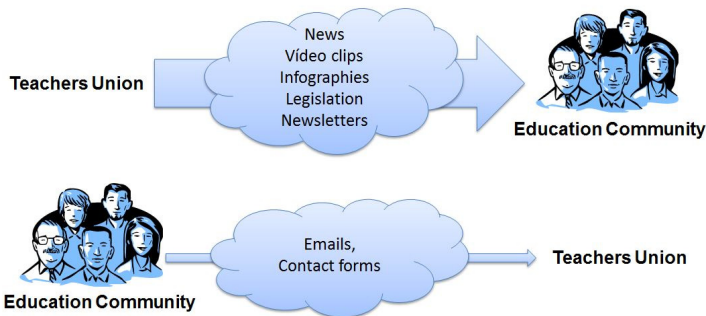 News
Vídeo clips
Infographies
Legislation
Newsletters
Teachers Union
Education Community
Emails,
Contact forms
Teachers Union
Education Community